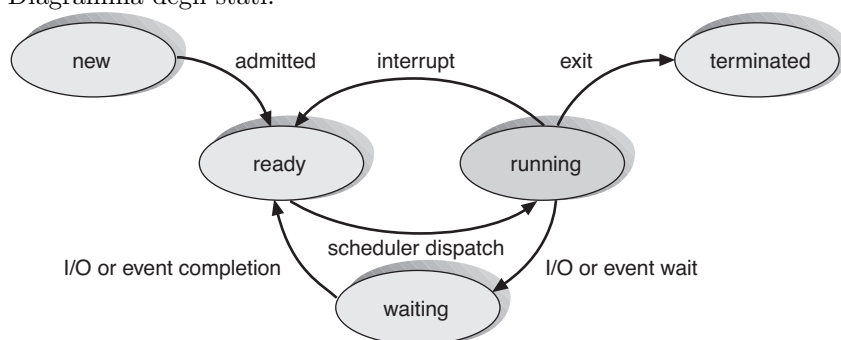 Diagramma degli stati:
new
admitted
interrupt
exit
terminated
ready
running
scheduler dispatch
I/O or event completion
I/O or event wait
waiting